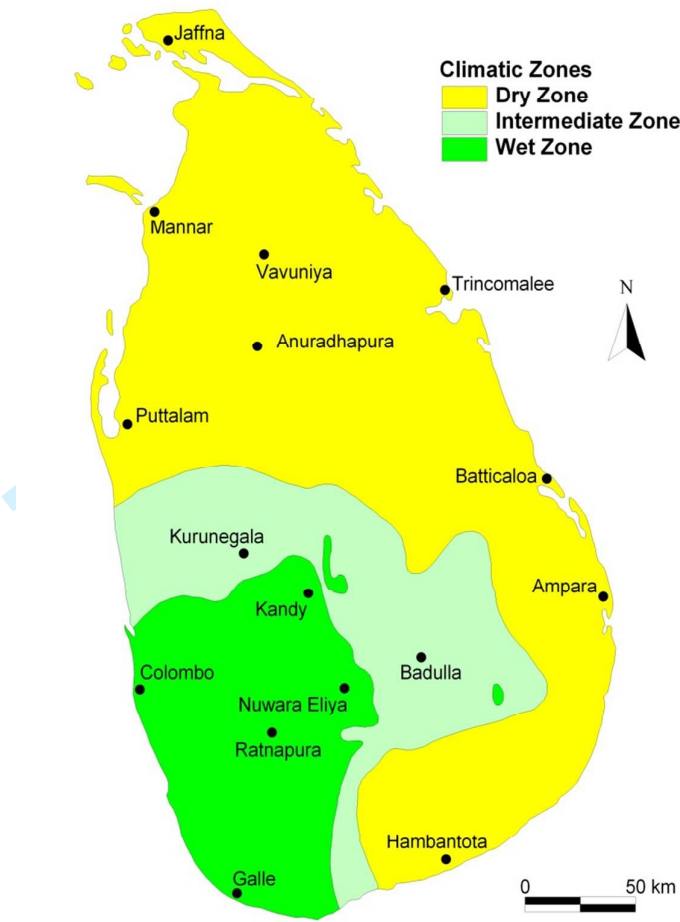 Jaffna
Climatic Zones
Dry Zone
Intermediate Zone
Wet Zone
Mannar
Vavuniya
Trincomalee
N
Anuradhapura
Puttalam
Batticaloa
Kurunegala
Ampara
Kandy
Colombo
Badulla
Nuwara Eliya
Ratnapura
Hambantota
Galle
0 50 km